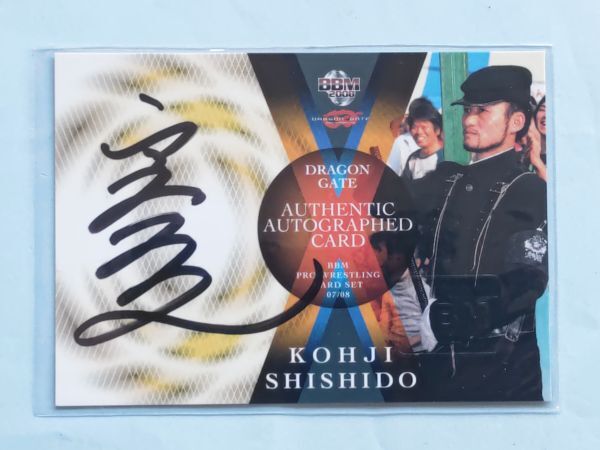 BBM
2008
DRAGON GATE
DRAGON
GATE
AUTHENTIC
AUTOGRAPHED
CARD
BBM
PRO WRESTLING
CARD SET
07/08
KOHJI
SHISHIDO